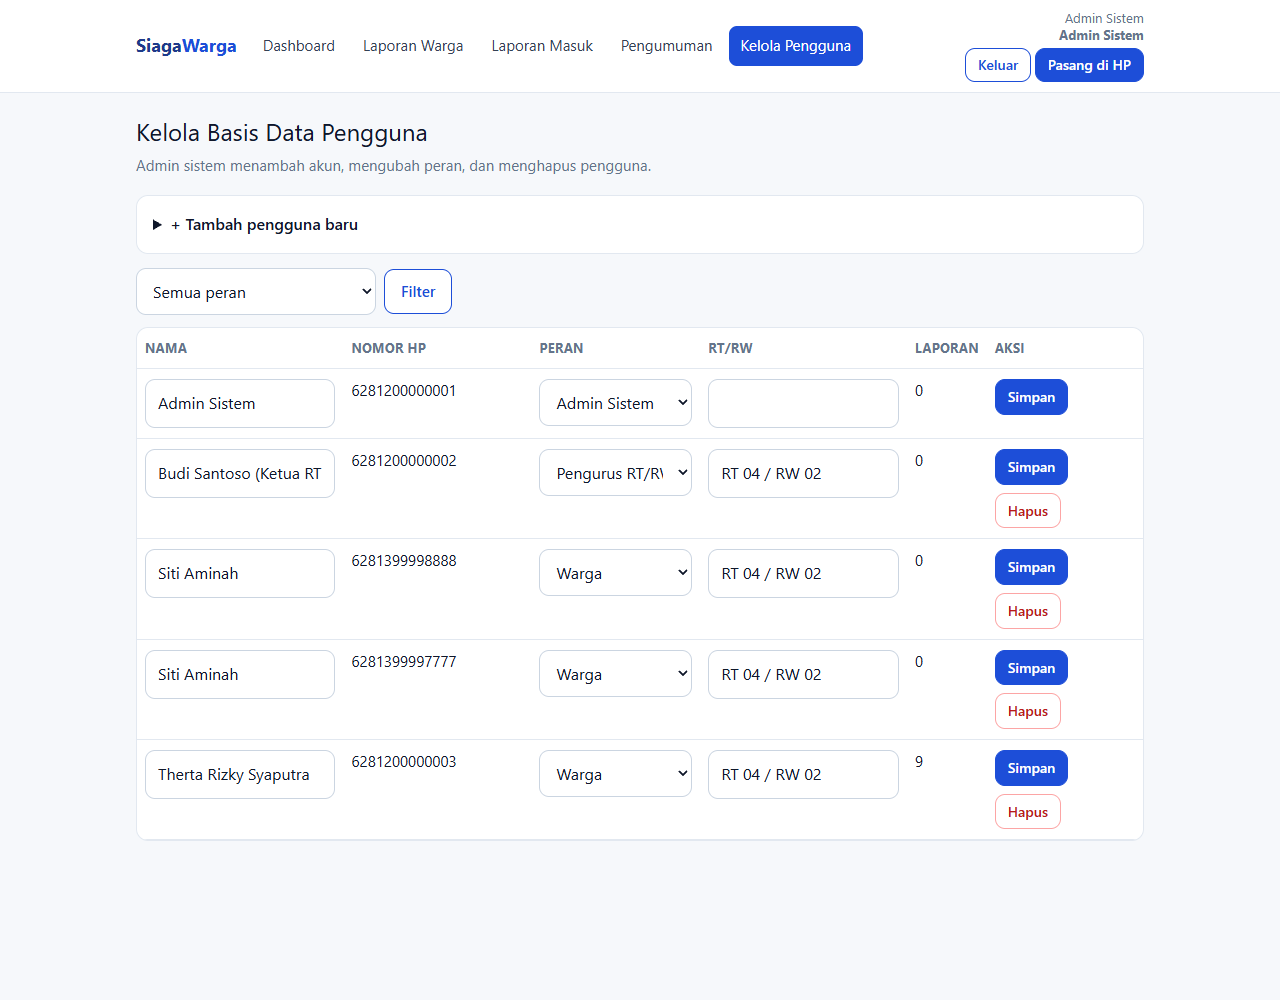 Admin Sistem
SiagaWarga Dashboard Laporan Warga Laporan Masuk Pengumuman Kelola Pengguna Admin Sistem
Keluar Pasang di HP
Kelola Basis Data Pengguna
Admin sistem menambah akun, mengubah peran, dan menghapus pengguna.
+ Tambah pengguna baru
Semua peran Filter
NAMA NOMOR HP PERAN RT/RW LAPORAN AKSI
Admin Sistem 6281200000001 Admin Sistem 0 Simpan
Budi Santoso (Ketua RT 6281200000002 Pengurus RT/RW RT 04 / RW 02 0 Simpan
Hapus
Siti Aminah 6281399998888 Warga RT 04 / RW 02 0 Simpan
Hapus
Siti Aminah 6281399997777 Warga RT 04 / RW 02 0 Simpan
Hapus
Therta Rizky Syaputra 6281200000003 Warga RT 04 / RW 02 9 Simpan
Hapus